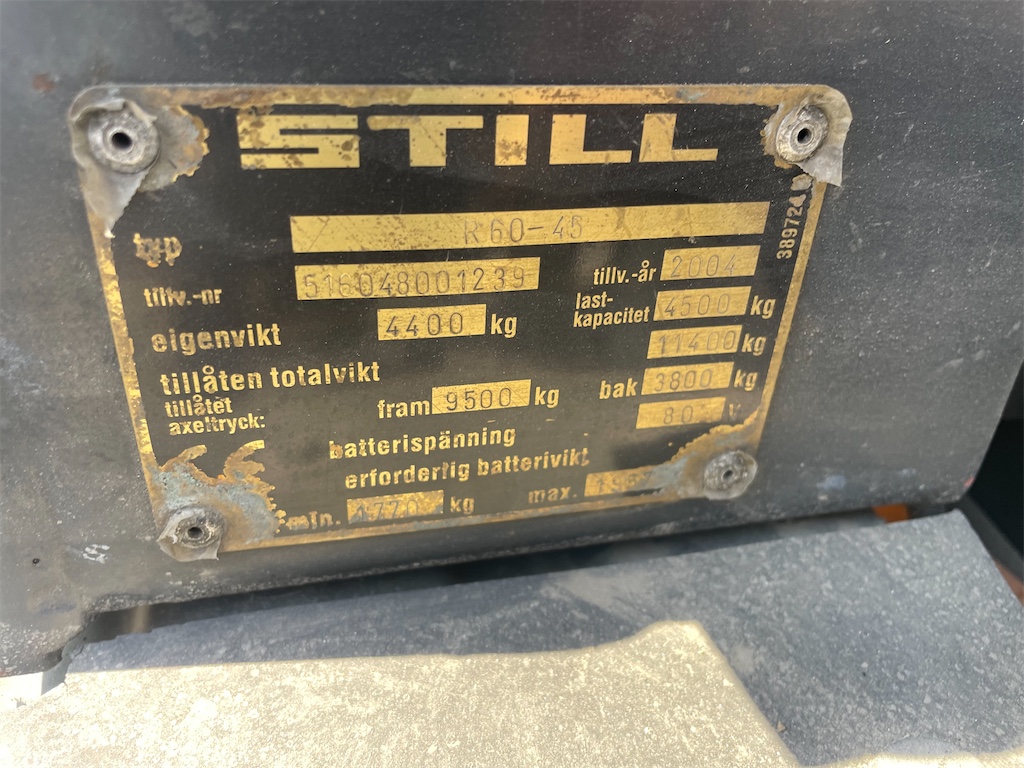 STILL
typ R60-45
tillv.-nr 516048001239 tillv.-år 2004
eigenvikt 4400 kg last-kapacitet 4500 kg
tillåten totalvikt 11400 kg
tillåtet axeltryck: fram 9500 kg bak 3800 kg
batterispänning 80 V
erforderlig batterivikt
min. 1770 kg max.
389724